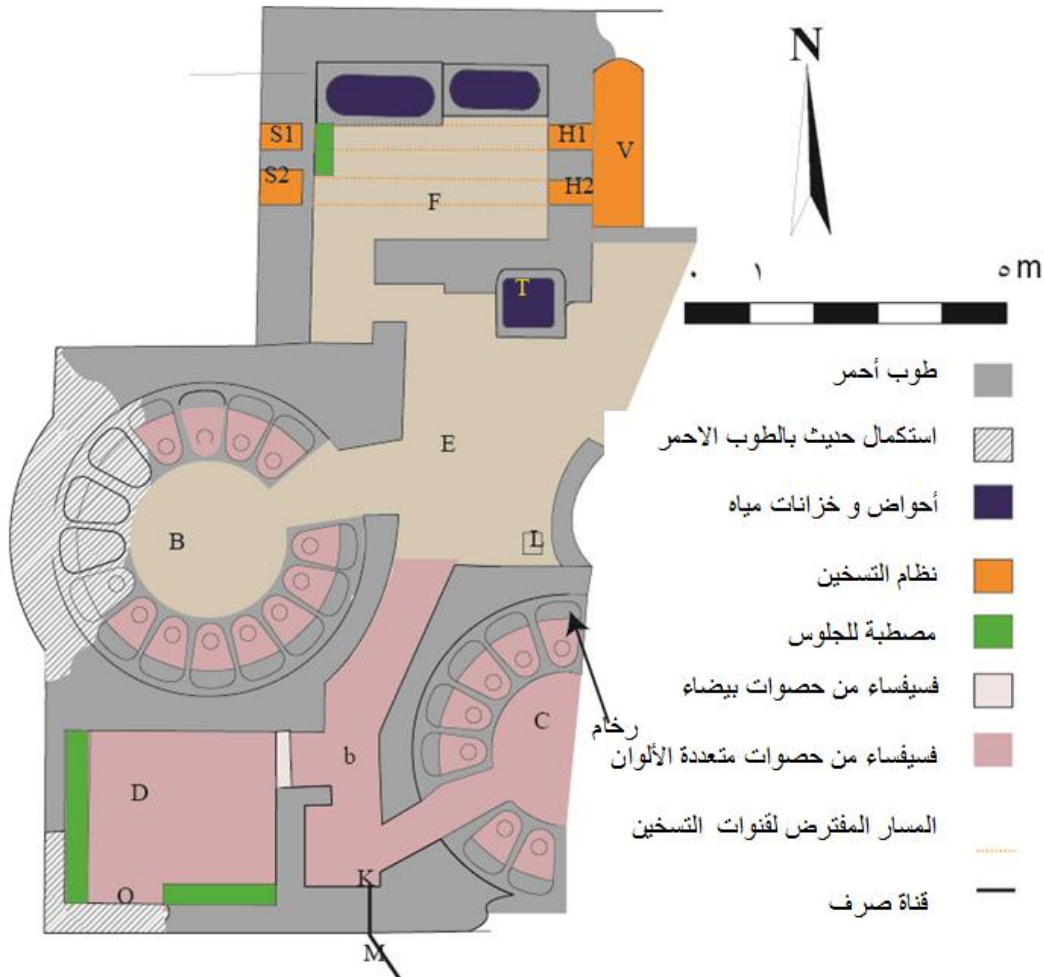 N
S1
H1
V
S2
H2
F
T
٠ ١ ٥ m
طوب أحمر
استكمال حديث بالطوب الاحمر
E
أحواض و خزانات مياه
B
L
نظام التسخين
مصطبة للجلوس
فسيفساء من حصوات بيضاء
C
رخام
b
فسيفساء من حصوات متعددة الألوان
D
المسار المفترض لقنوات التسخين
K
O
قناة صرف
M